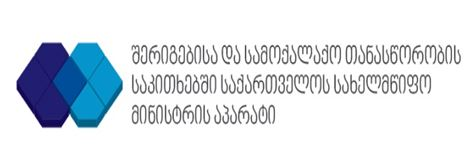 შერიგებისა და სამოქალაქო თანასწორობის
საკითხებში საქართველოს სახელმწიფო
მინისტრის აპარატი